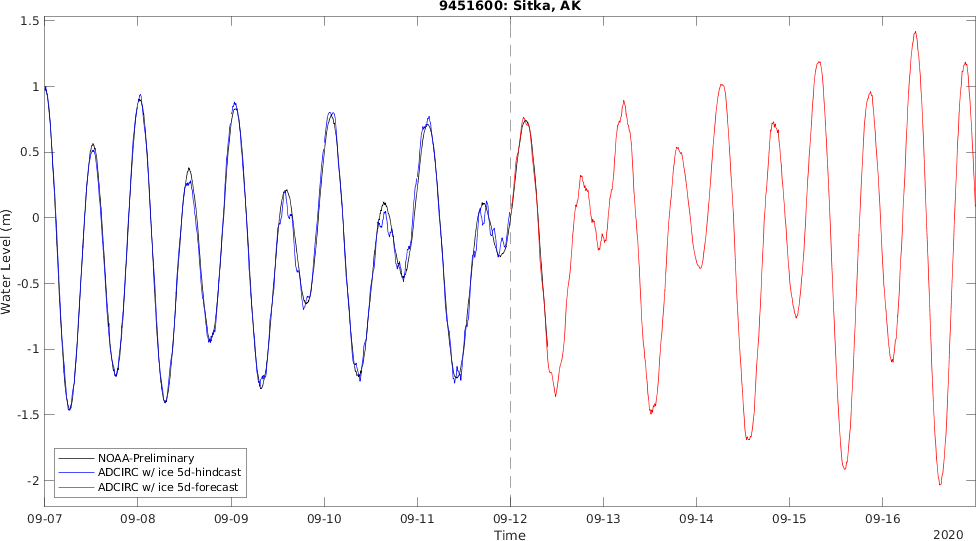 9451600: Sitka, AK
1.5
1
0.5
0
-0.5
-1
-1.5
-2
Water Level (m)
NOAA-Preliminary
ADCIRC w/ ice 5d-hindcast
ADCIRC w/ ice 5d-forecast
09-07 09-08 09-09 09-10 09-11 09-12 09-13 09-14 09-15 09-16
Time
2020